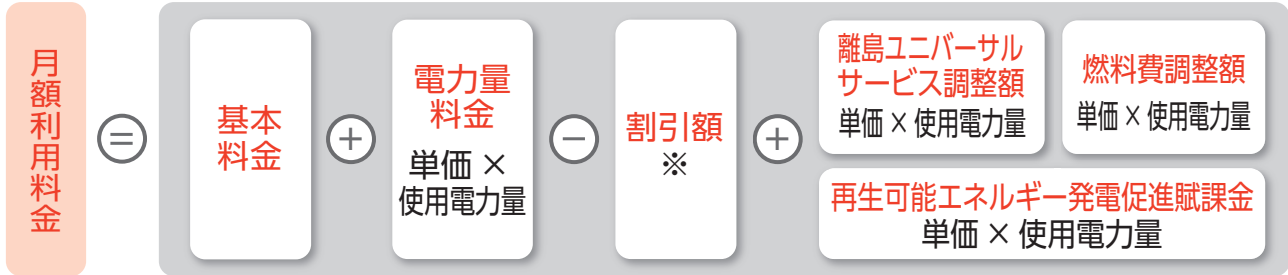 月額利用料金
=
基本
料金
+
電力量
料金
単価 ×
使用電力量
−
割引額
※
+
離島ユニバーサル
サービス調整額
単価 × 使用電力量
燃料費調整額
単価 × 使用電力量
再生可能エネルギー発電促進賦課金
単価 × 使用電力量